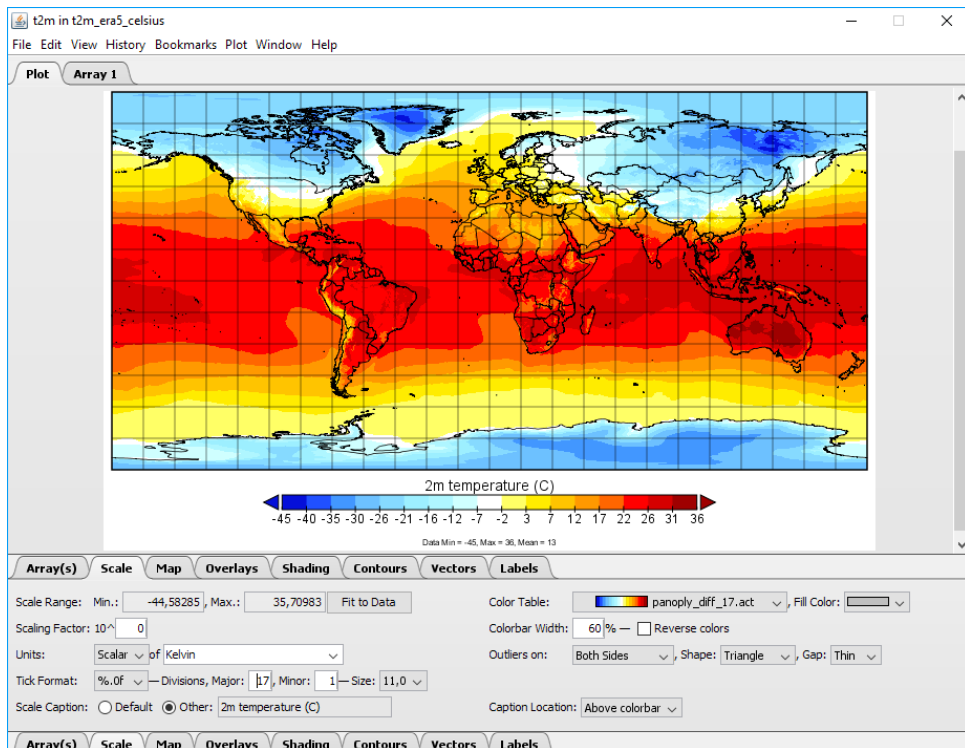 t2m in t2m_era5_celsius
File Edit View History Bookmarks Plot Window Help
Plot Array 1
2m temperature (C)
-45 -40 -35 -30 -26 -21 -16 -12 -7 -2 3 7 12 17 22 26 31 36
Data Min = -45, Max = 36, Mean = 13
Array(s) Scale Map Overlays Shading Contours Vectors Labels
Scale Range: Min.: -44,58285 , Max.: 35,70983 Fit to Data Color Table: panoply_diff_17.act , Fill Color:
Scaling Factor: 10^ 0 Colorbar Width: 60 % — Reverse colors
Units: Scalar of Kelvin Outliers on: Both Sides , Shape: Triangle , Gap: Thin
Tick Format: %.0f — Divisions, Major: 17 , Minor: 1 — Size: 11,0
Scale Caption: Default Other: 2m temperature (C) Caption Location: Above colorbar
Array(s) Scale Map Overlays Shading Contours Vectors Labels